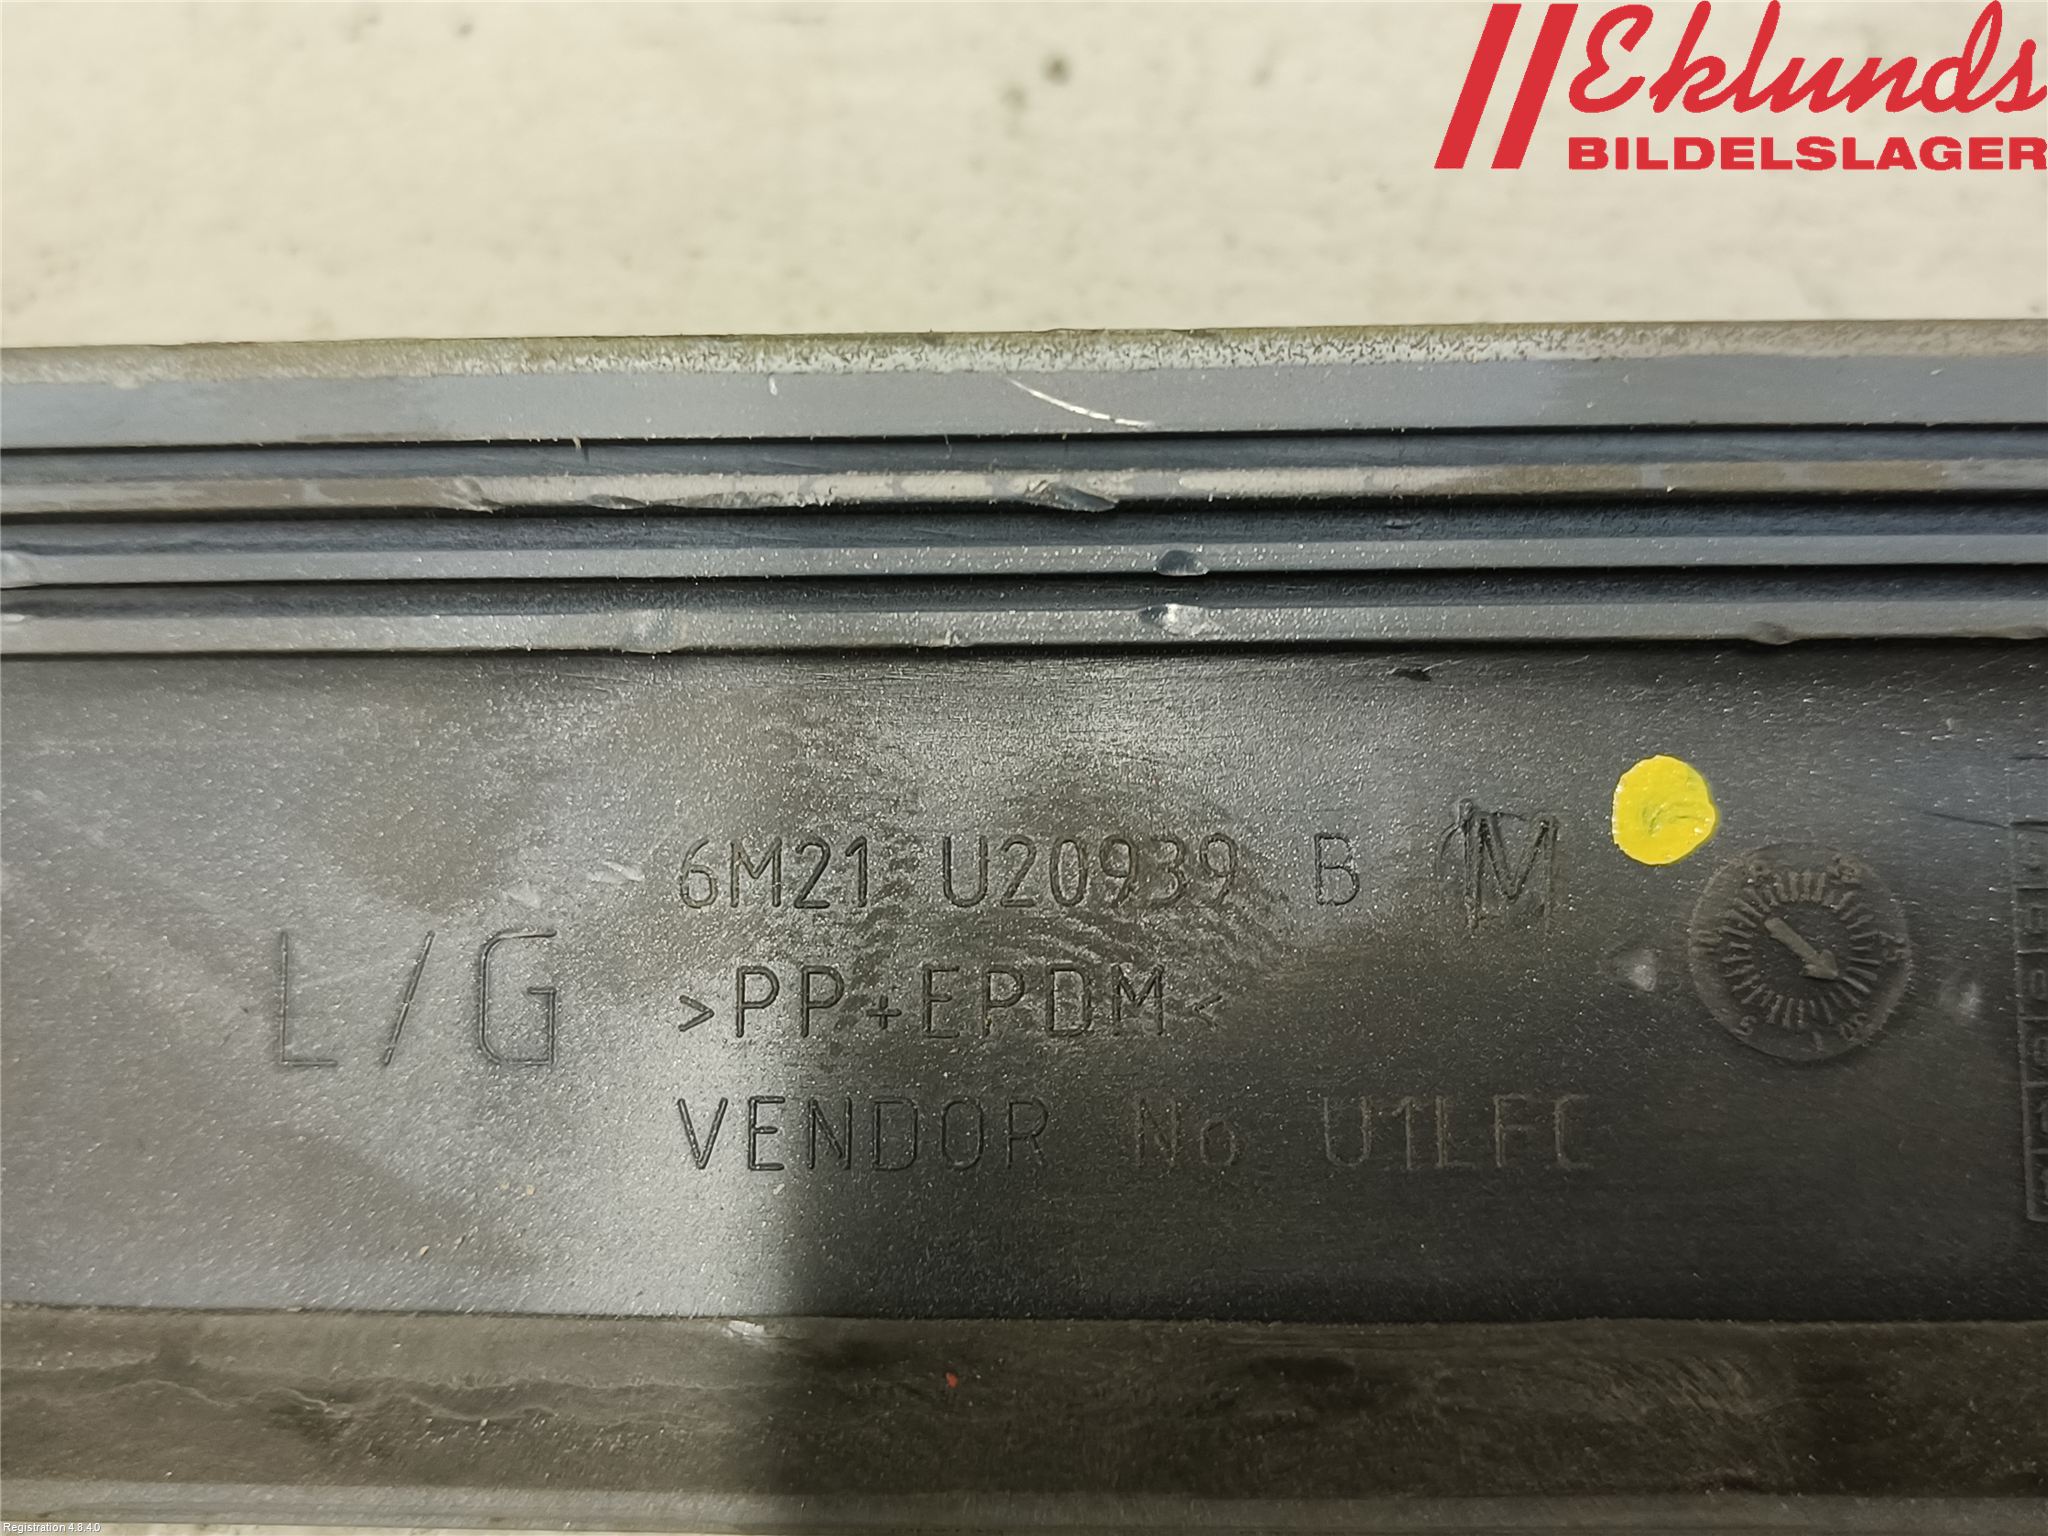 Eklunds
BILDELSLAGER
6M21 U20939 B M
L/G
>PP+EPDM<
VENDOR No U1LFC
Registration 4.8.4.0